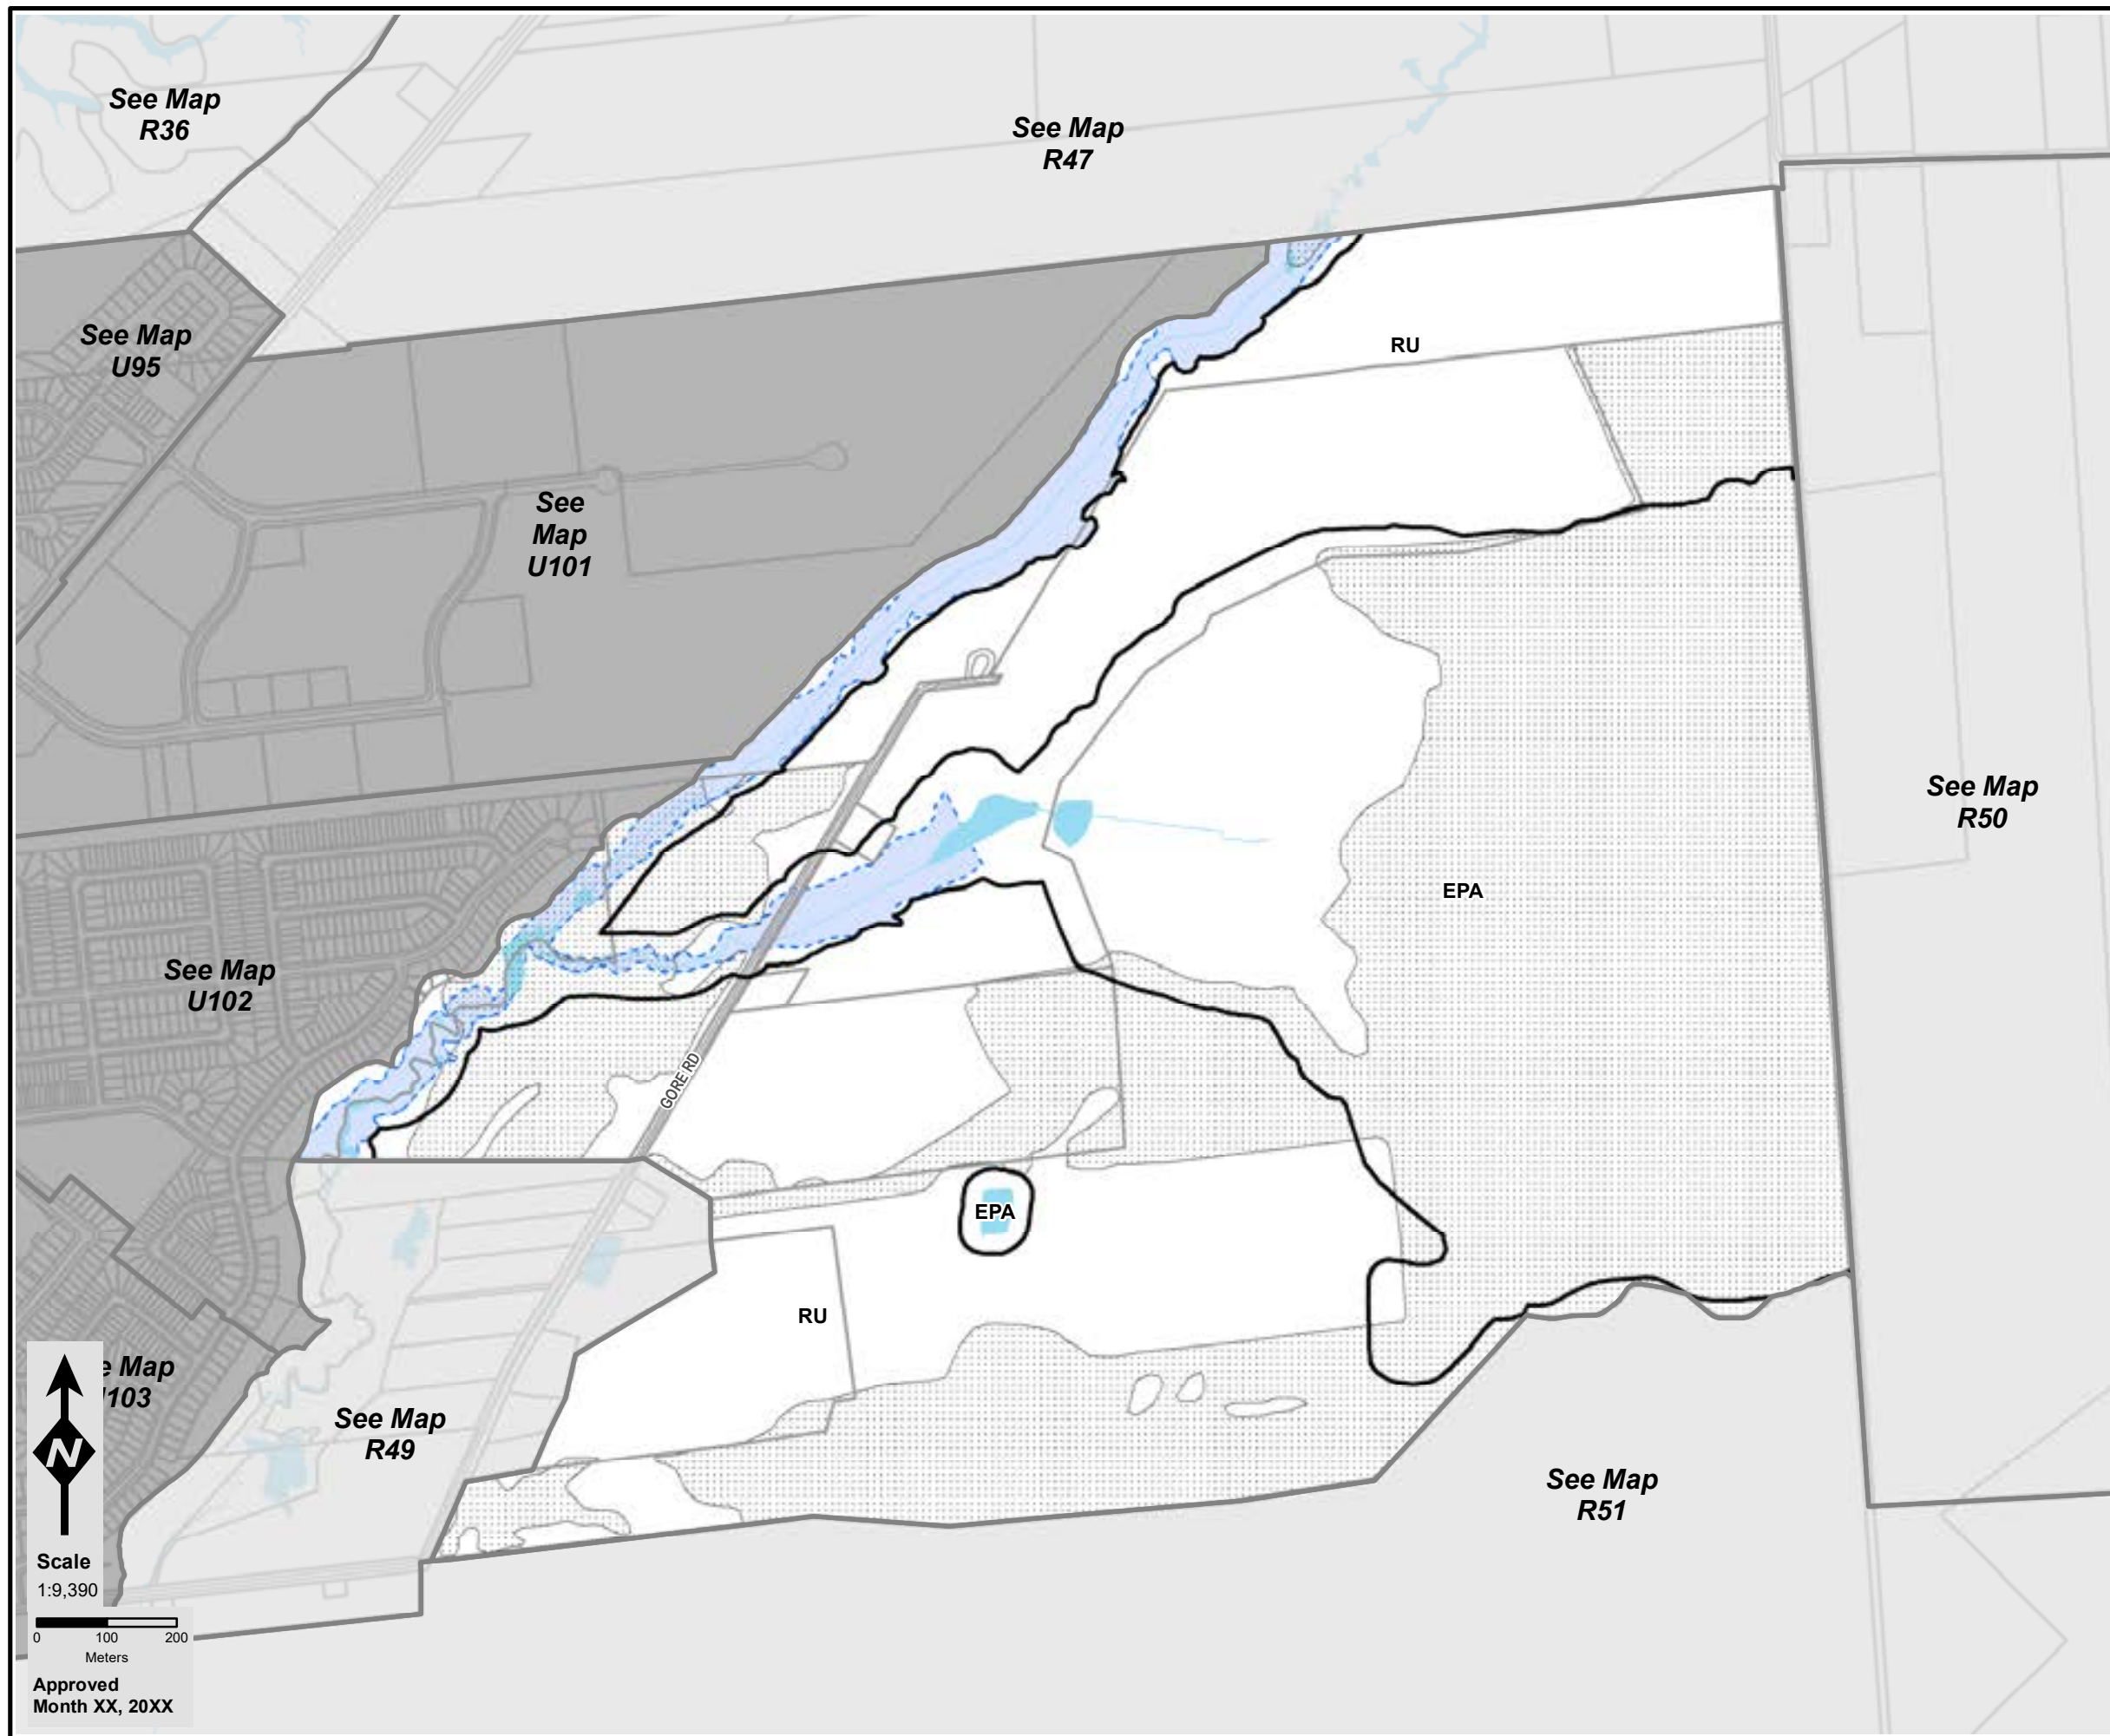 See Map
R36
See Map
R47
See Map
U95
RU
See
Map
U101
See Map
R50
EPA
See Map
U102
GORE RD
EPA
RU
Map
103
See Map
R49
See Map
R51
N
Scale
1:9,390
0 100 200
Meters
Approved
Month XX, 20XX